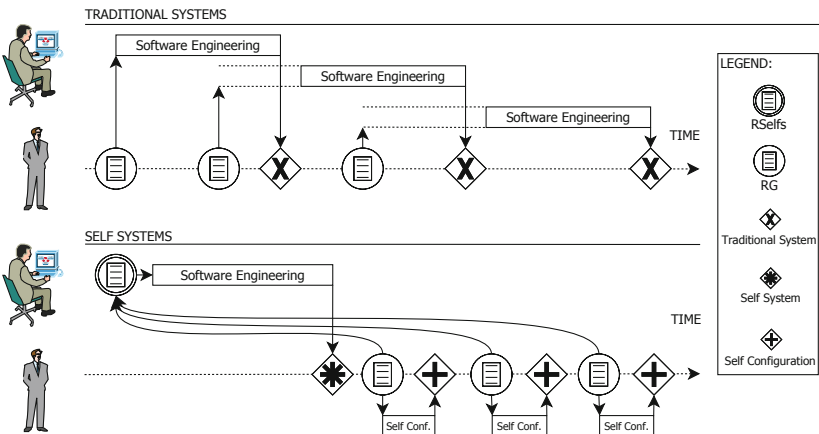 TRADITIONAL SYSTEMS
Software Engineering
Software Engineering
Software Engineering
TIME
SELF SYSTEMS
Software Engineering
TIME
Self Conf.
Self Conf.
Self Conf.
LEGEND:
RSelfs
RG
Traditional System
Self System
Self Configuration